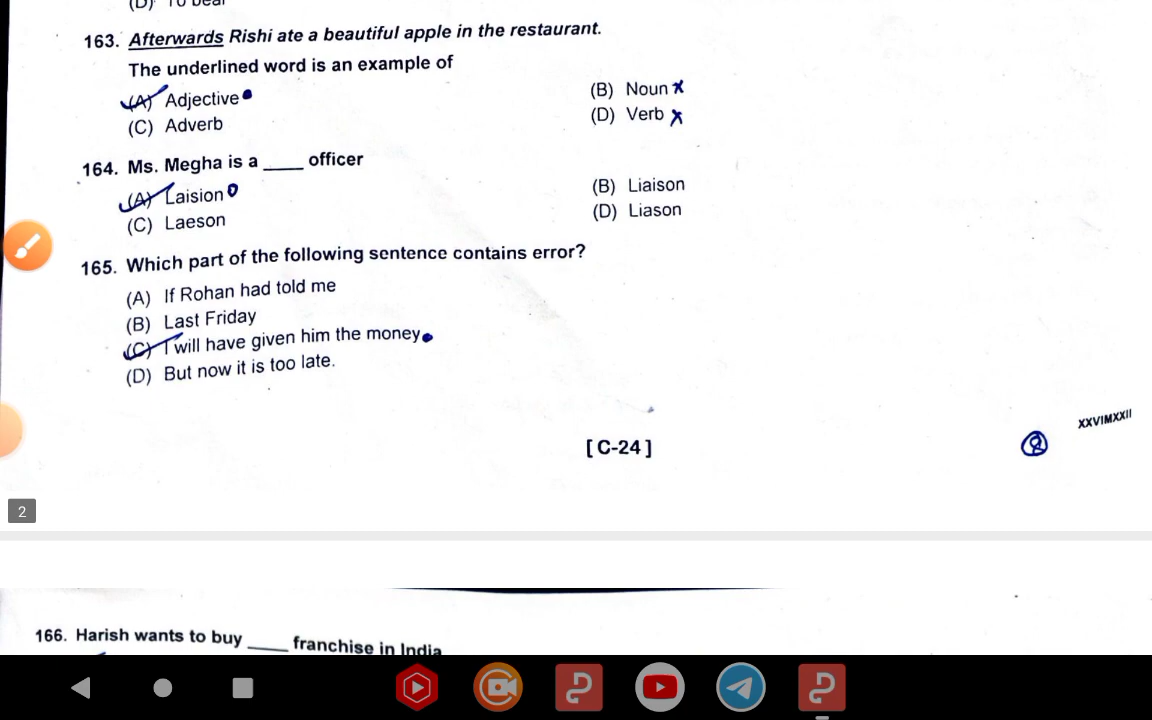 (D) To bear
163. Afterwards Rishi ate a beautiful apple in the restaurant.
The underlined word is an example of
(A) Adjective
(B) Noun x
(C) Adverb
(D) Verb x
164. Ms. Megha is a ____ officer
(A) Laision
(B) Liaison
(C) Laeson
(D) Liason
165. Which part of the following sentence contains error?
(A) If Rohan had told me
(B) Last Friday
(C) I will have given him the money
(D) But now it is too late.
[ C-24 ]
XXVIMXXII
2
166. Harish wants to buy ____ franchise in India